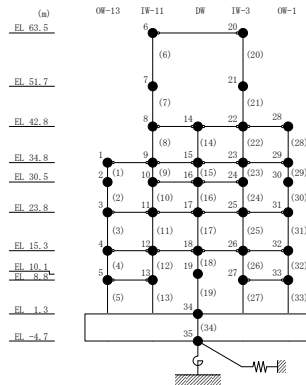 (m) OW-13 IW-11 DW IW-3 OW-1
EL 63.5 6 20
(6) (20)
EL 51.7 7 21
(7) (21)
EL 42.8 8 14 22 28
(8) (14) (22) (28)
EL 34.8 1 9 15 23 29
(1) (9) (15) (23) (29)
EL 30.5 2 10 16 24 30
(2) (10) (16) (24) (30)
EL 23.8 3 11 17 25 31
(3) (11) (17) (25) (31)
EL 15.3 4 12 18 26 32
(4) (12) (18) (26) (32)
EL 10.1 19
EL 8.8 5 13 27 33
(5) (13) (19) (27) (33)
EL 1.3 34
(34)
EL -4.7 35